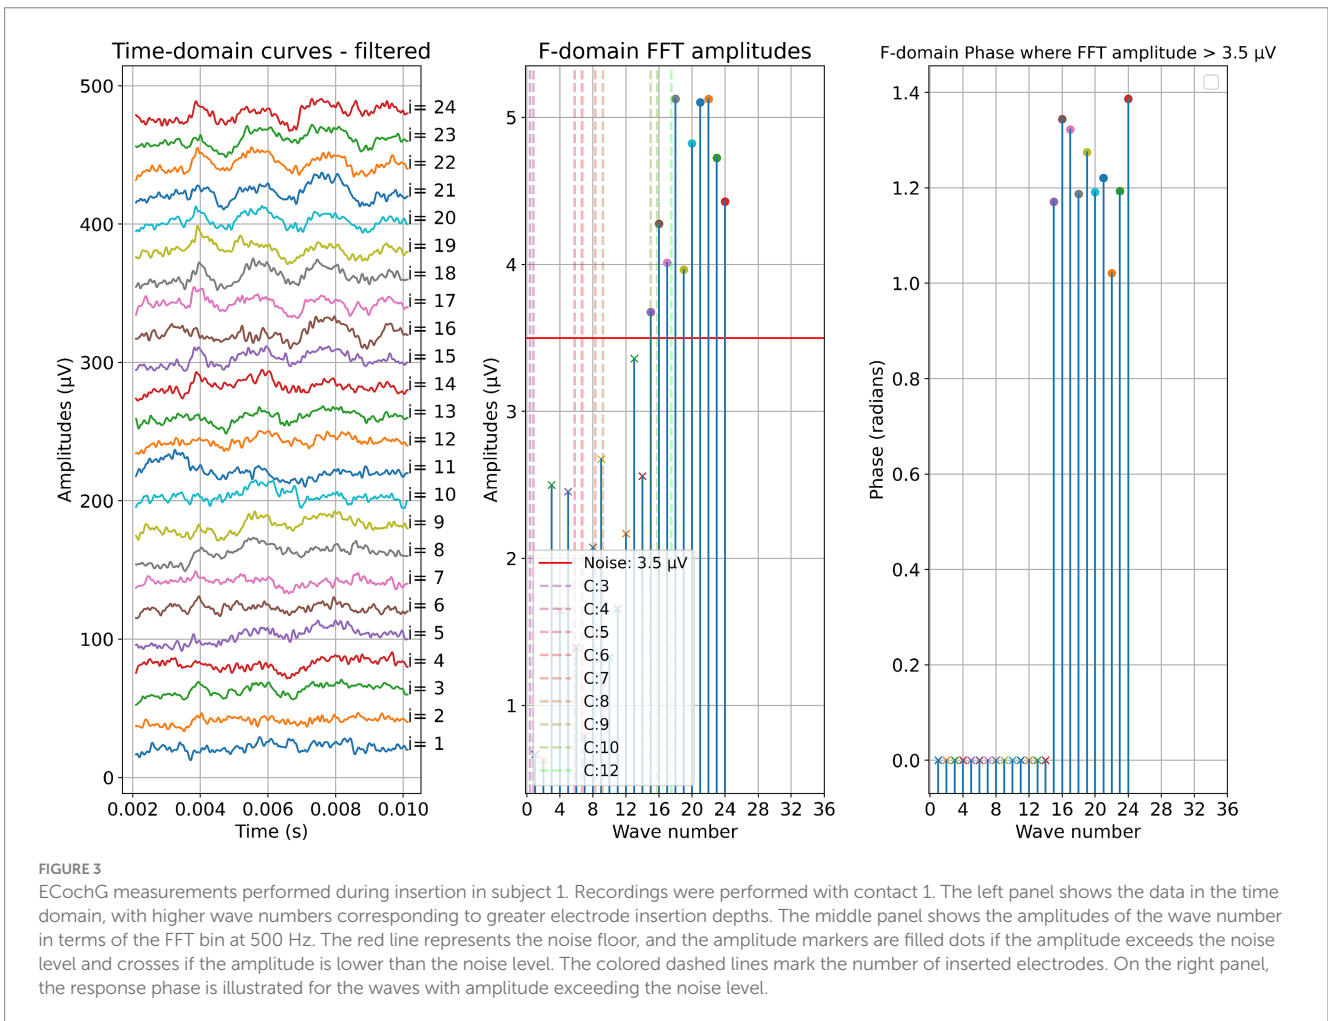 Time-domain curves - filtered
Amplitudes (µV)
500
400
300
200
100
0
i= 24
i= 23
i= 22
i= 21
i= 20
i= 19
i= 18
i= 17
i= 16
i= 15
i= 14
i= 13
i= 12
i= 11
i= 10
i= 9
i= 8
i= 7
i= 6
i= 5
i= 4
i= 3
i= 2
i= 1
0.002 0.004 0.006 0.008 0.010
Time (s)
F-domain FFT amplitudes
Amplitudes (µV)
5
4
3
2
1
Noise: 3.5 µV
C:3
C:4
C:5
C:6
C:7
C:8
C:9
C:10
C:12
0 4 8 12 16 20 24 28 32 36
Wave number
F-domain Phase where FFT amplitude > 3.5 µV
Phase (radians)
1.4
1.2
1.0
0.8
0.6
0.4
0.2
0.0
0 4 8 12 16 20 24 28 32 36
Wave number
FIGURE 3
ECochG measurements performed during insertion in subject 1. Recordings were performed with contact 1. The left panel shows the data in the time
domain, with higher wave numbers corresponding to greater electrode insertion depths. The middle panel shows the amplitudes of the wave number
in terms of the FFT bin at 500 Hz. The red line represents the noise floor, and the amplitude markers are filled dots if the amplitude exceeds the noise
level and crosses if the amplitude is lower than the noise level. The colored dashed lines mark the number of inserted electrodes. On the right panel,
the response phase is illustrated for the waves with amplitude exceeding the noise level.